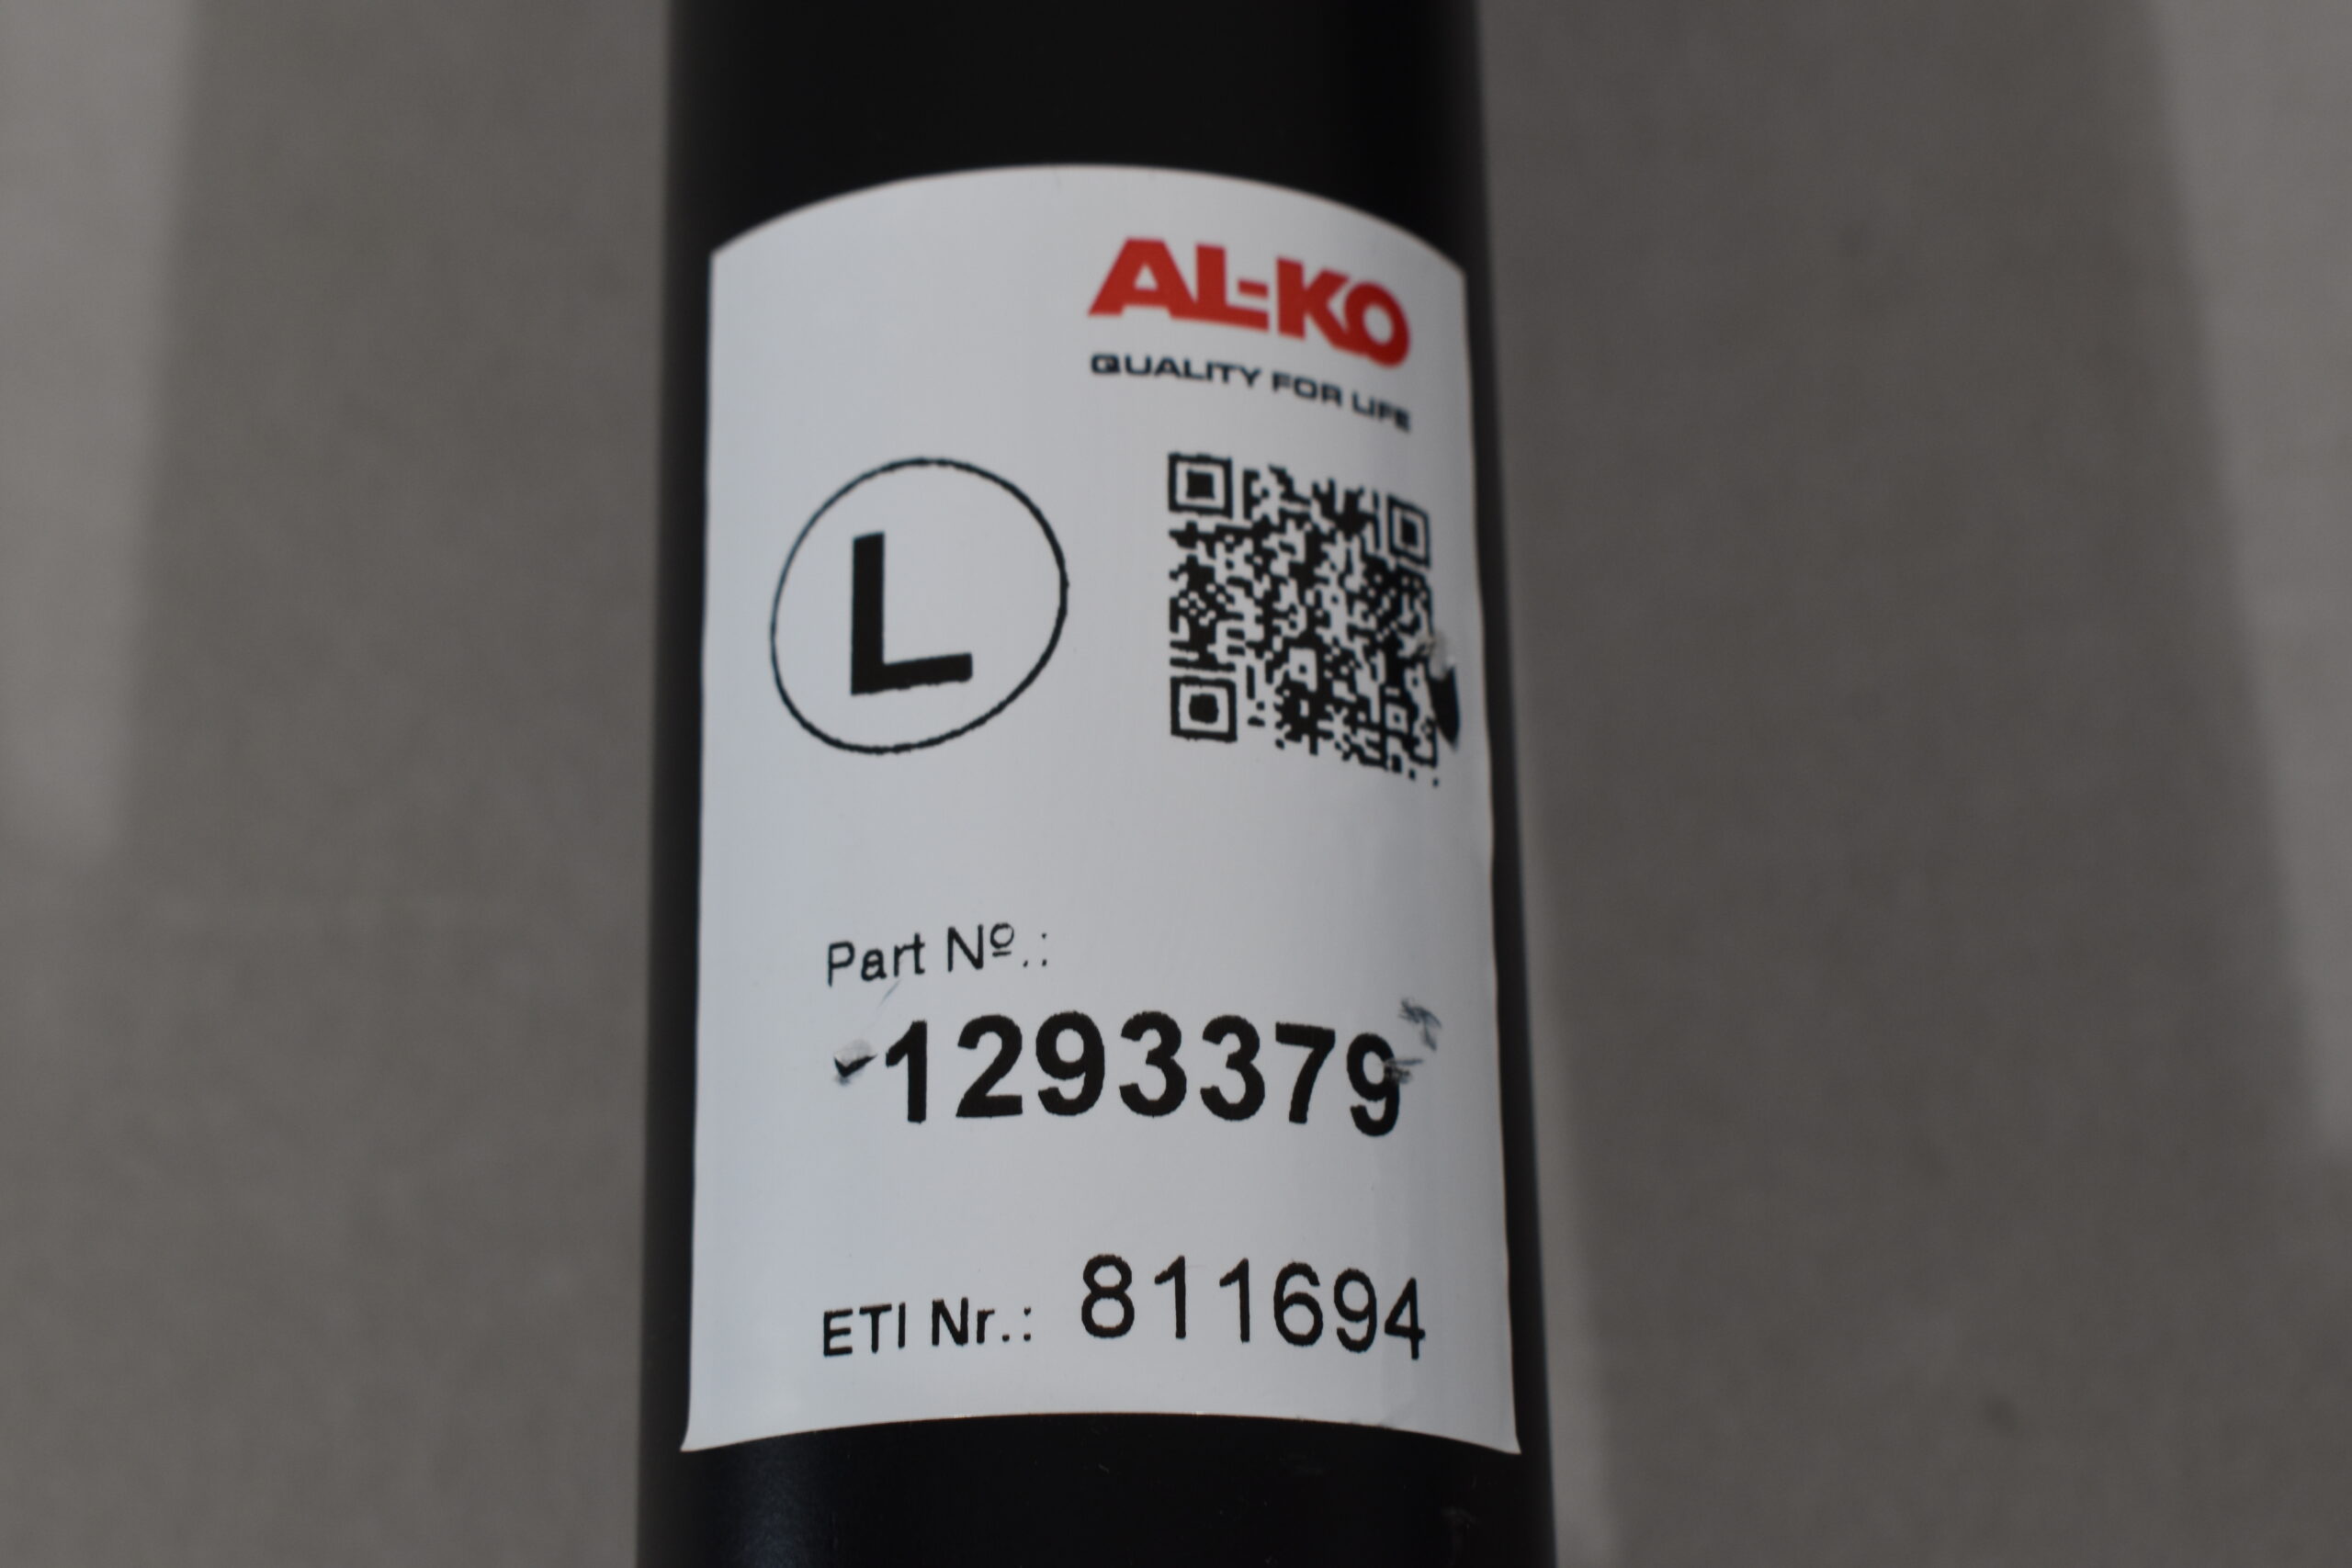 AL-KO
QUALITY FOR LIFE
L
Part Nº.:
1293379
ETI Nr.: 811694